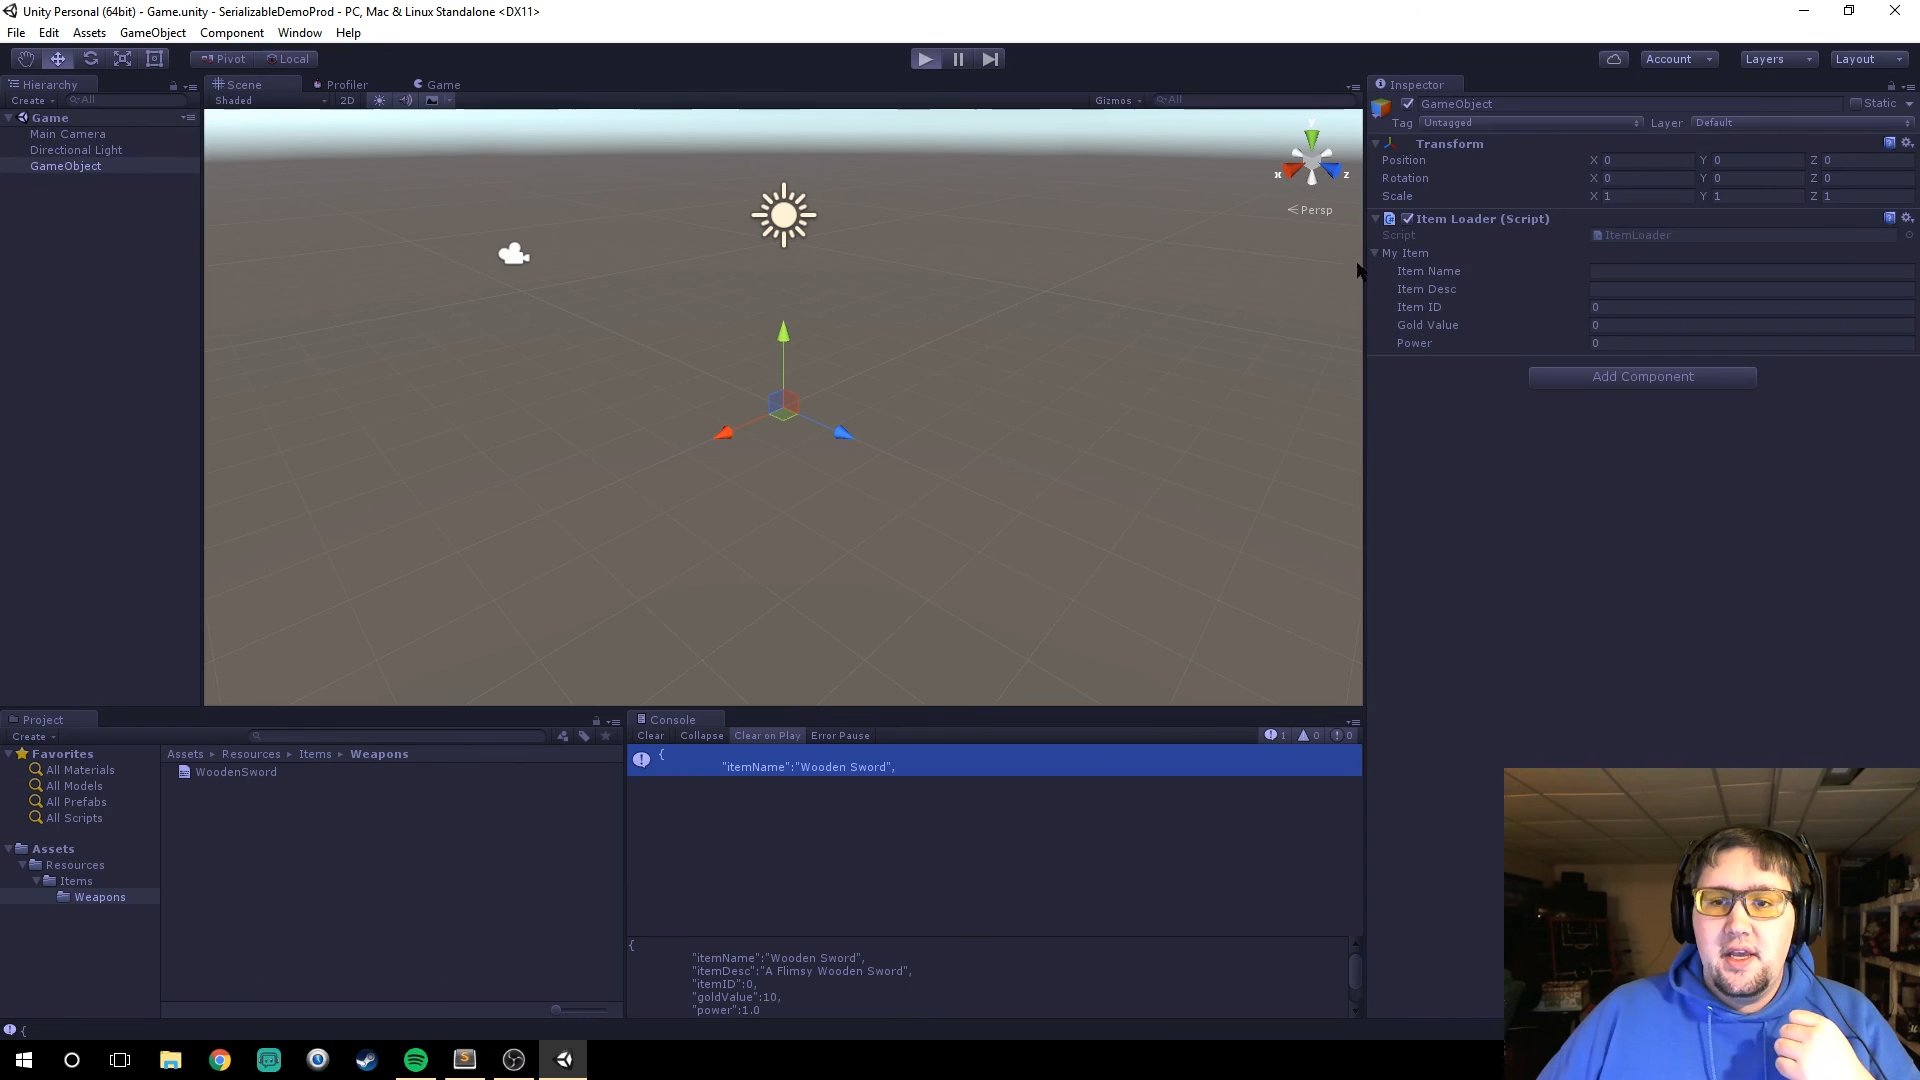 Unity Personal (64bit) - Game.unity - SerializableDemoProd - PC, Mac & Linux Standalone <DX11>
File Edit Assets GameObject Component Window Help
Pivot Local
Account Layers Layout
Hierarchy
Create All
Game
Main Camera
Directional Light
GameObject
Scene Profiler Game
Shaded 2D Gizmos All
y
x z
Persp
Inspector
GameObject Static
Tag Untagged Layer Default
Transform
Position X 0 Y 0 Z 0
Rotation X 0 Y 0 Z 0
Scale X 1 Y 1 Z 1
Item Loader (Script)
Script ItemLoader
My Item
Item Name
Item Desc
Item ID 0
Gold Value 0
Power 0
Add Component
Project
Create
Favorites
All Materials
All Models
All Prefabs
All Scripts
Assets
Resources
Items
Weapons
Assets Resources Items Weapons
WoodenSword
Console
Clear Collapse Clear on Play Error Pause 1 0 0
{
"itemName":"Wooden Sword",
{
"itemName":"Wooden Sword",
"itemDesc":"A Flimsy Wooden Sword",
"itemID":0,
"goldValue":10,
"power":1.0
{